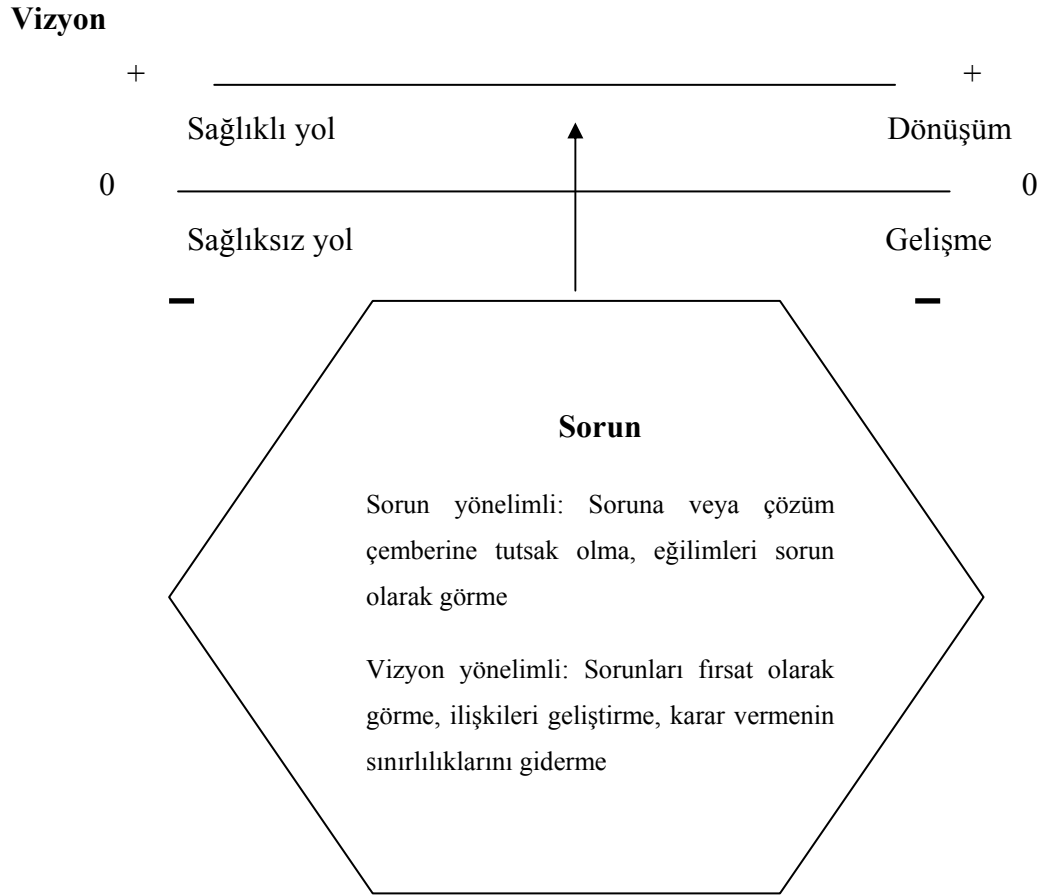 Vizyon
+ +
Sağlıklı yol Dönüşüm
0 0
Sağlıksız yol Gelişme
- -
Sorun
Sorun yönelimli: Soruna veya çözüm
çemberine tutsak olma, eğilimleri sorun
olarak görme
Vizyon yönelimli: Sorunları fırsat olarak
görme, ilişkileri geliştirme, karar vermenin
sınırlılıklarını giderme